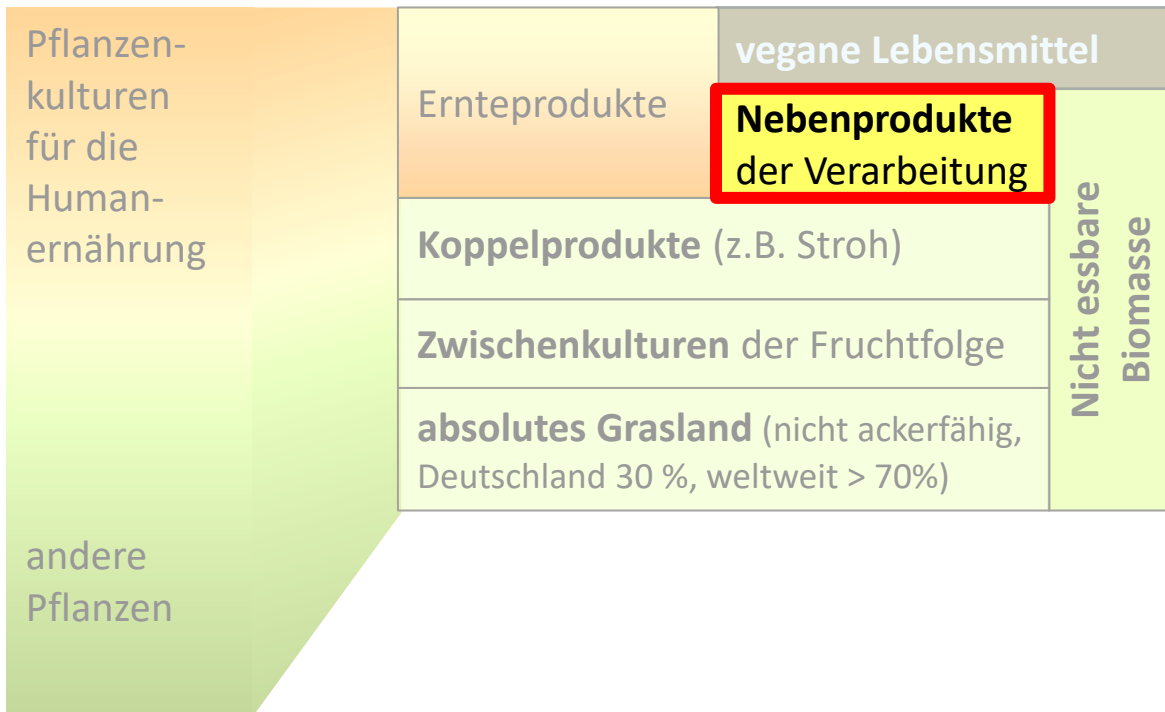 Pflanzen-
kulturen
für die
Human-
ernährung
andere
Pflanzen
Ernteprodukte
vegane Lebensmittel
Nebenprodukte
der Verarbeitung
Koppelprodukte (z.B. Stroh)
Zwischenkulturen der Fruchtfolge
absolutes Grasland (nicht ackerfähig,
Deutschland 30 %, weltweit > 70%)
Nicht essbare
Biomasse